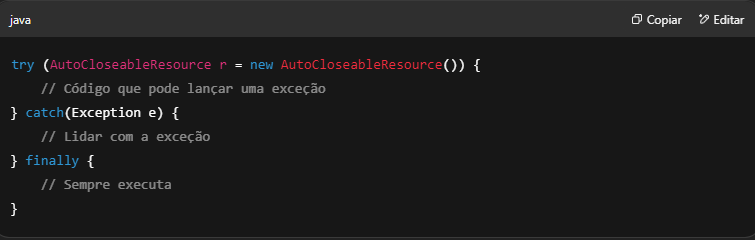 java Copiar Editar
try (AutoCloseableResource r = new AutoCloseableResource()) {
    // Código que pode lançar uma exceção
} catch(Exception e) {
    // Lidar com a exceção
} finally {
    // Sempre executa
}